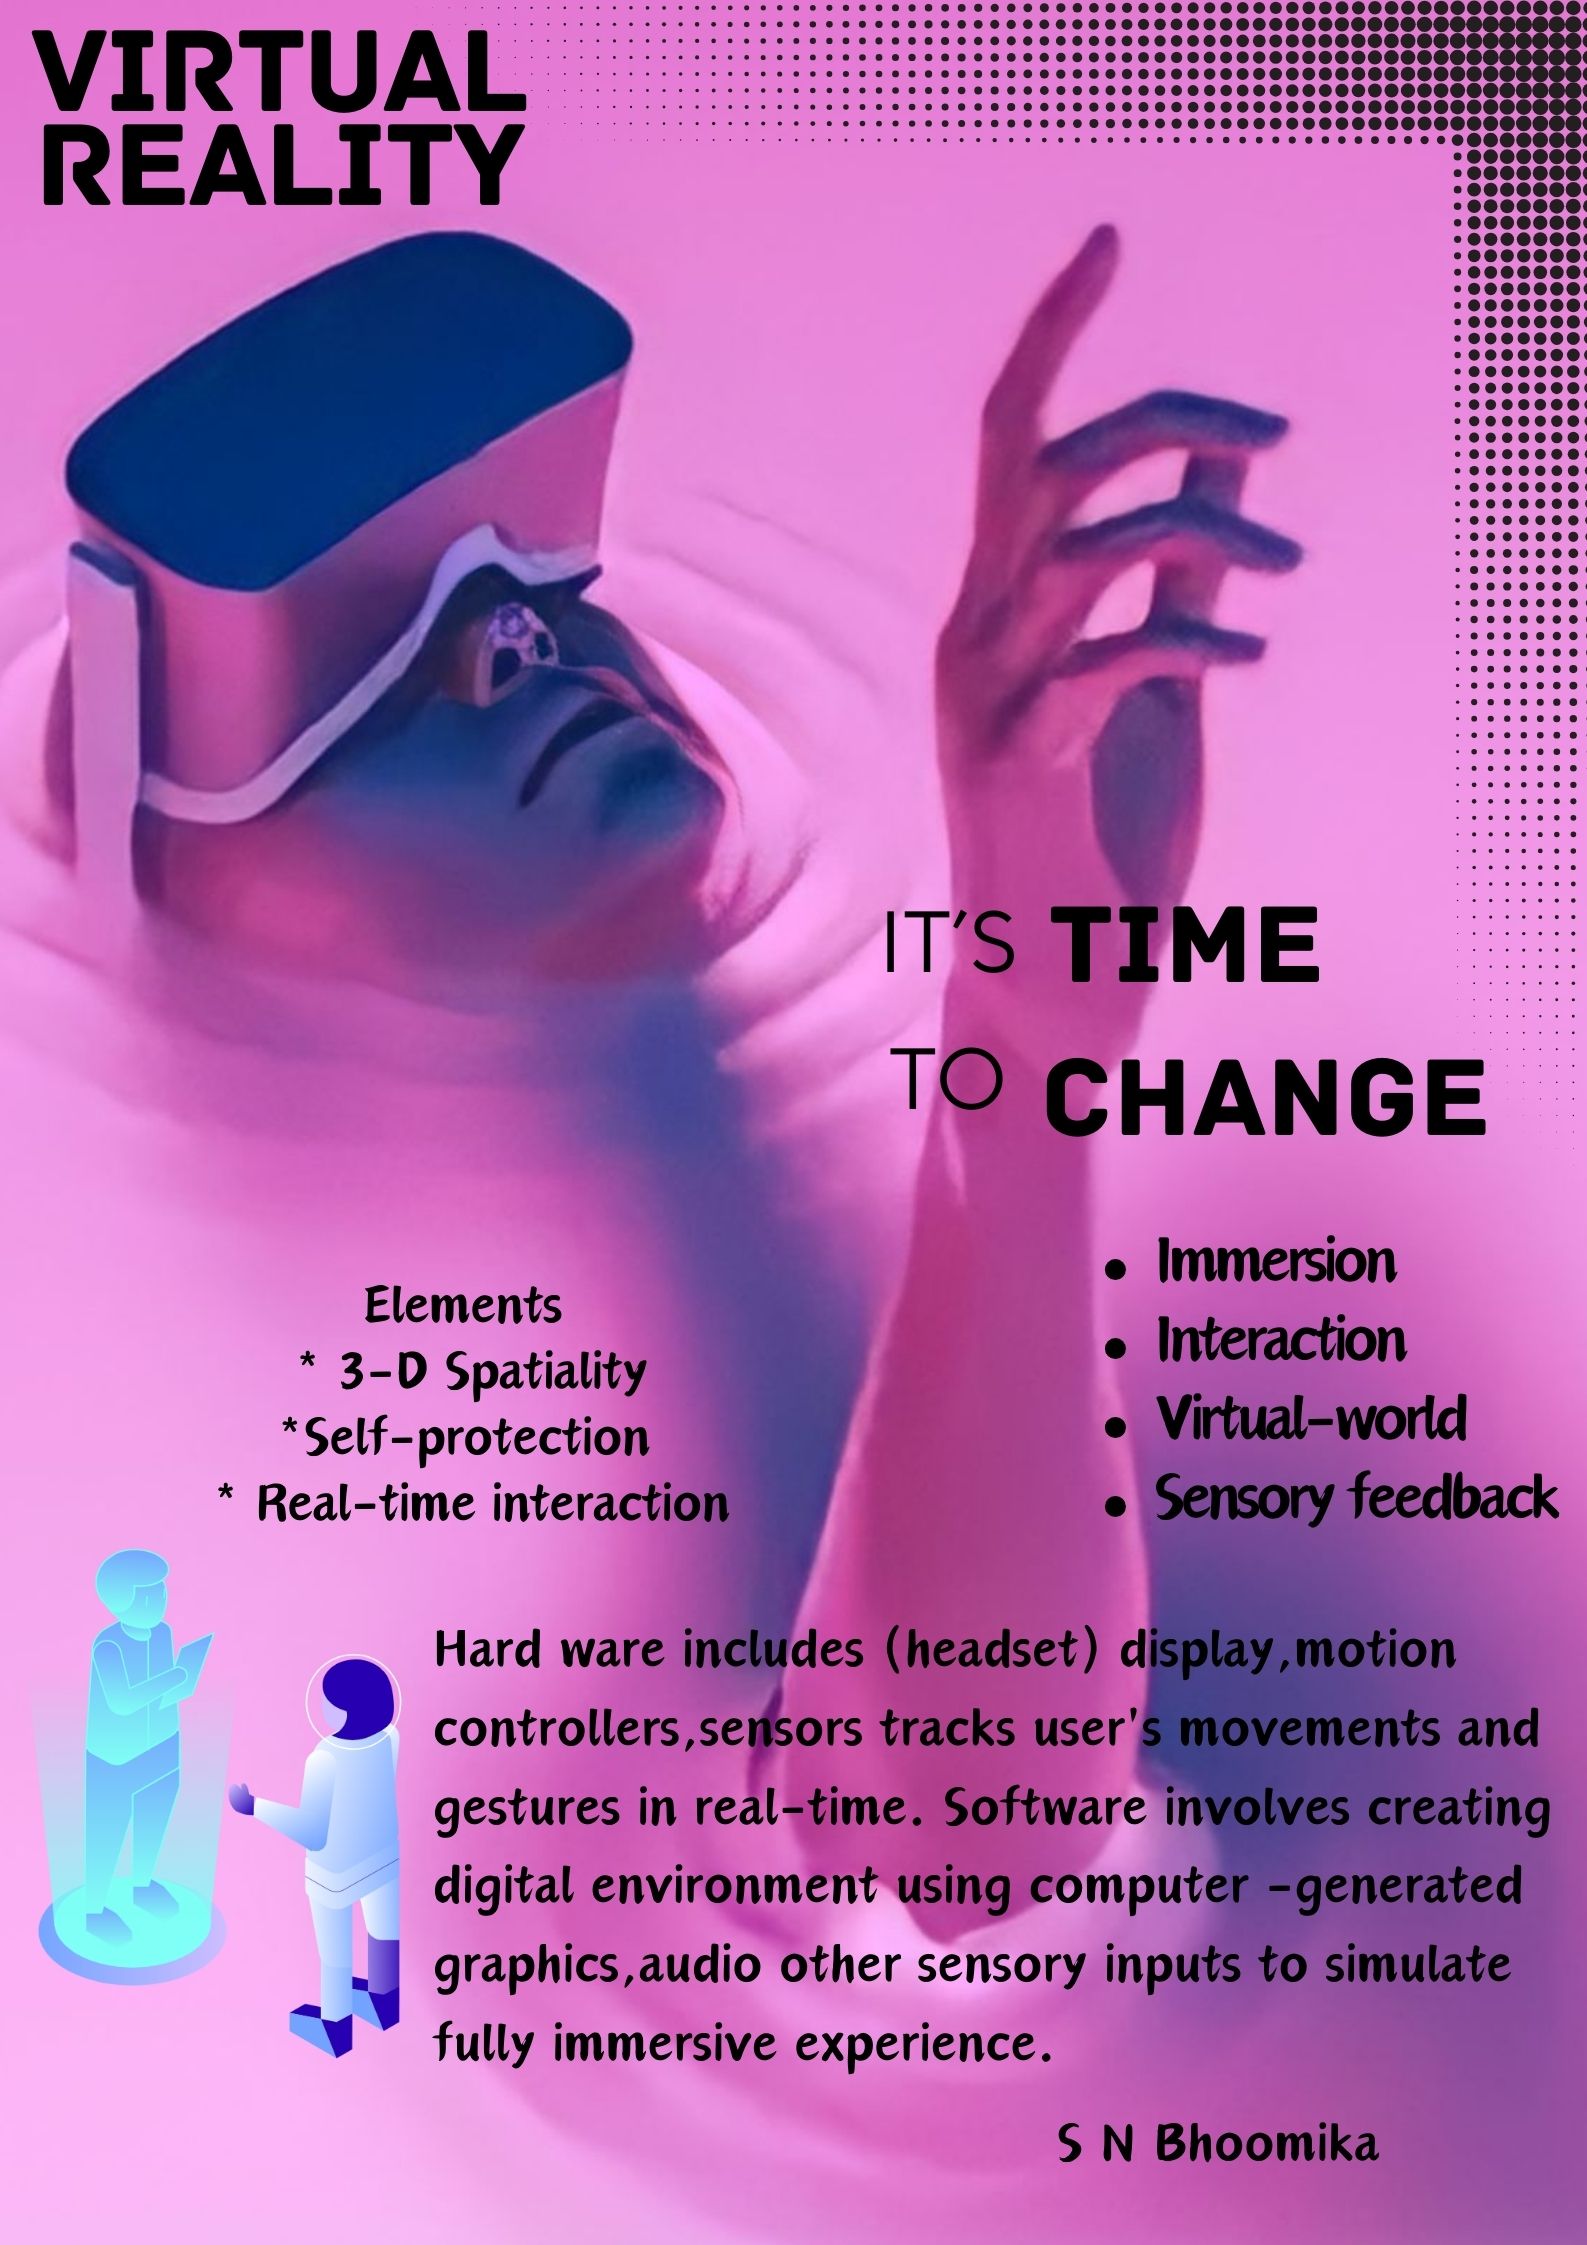 VIRTUAL
REALITY
IT'S TIME
TO CHANGE
Elements
* 3-D Spatiality
*Self-protection
* Real-time interaction
• Immersion
• Interaction
• Virtual-world
• Sensory feedback
Hard ware includes (headset) display,motion
controllers,sensors tracks user's movements and
gestures in real-time. Software involves creating
digital environment using computer -generated
graphics,audio other sensory inputs to simulate
fully immersive experience.
S N Bhoomika